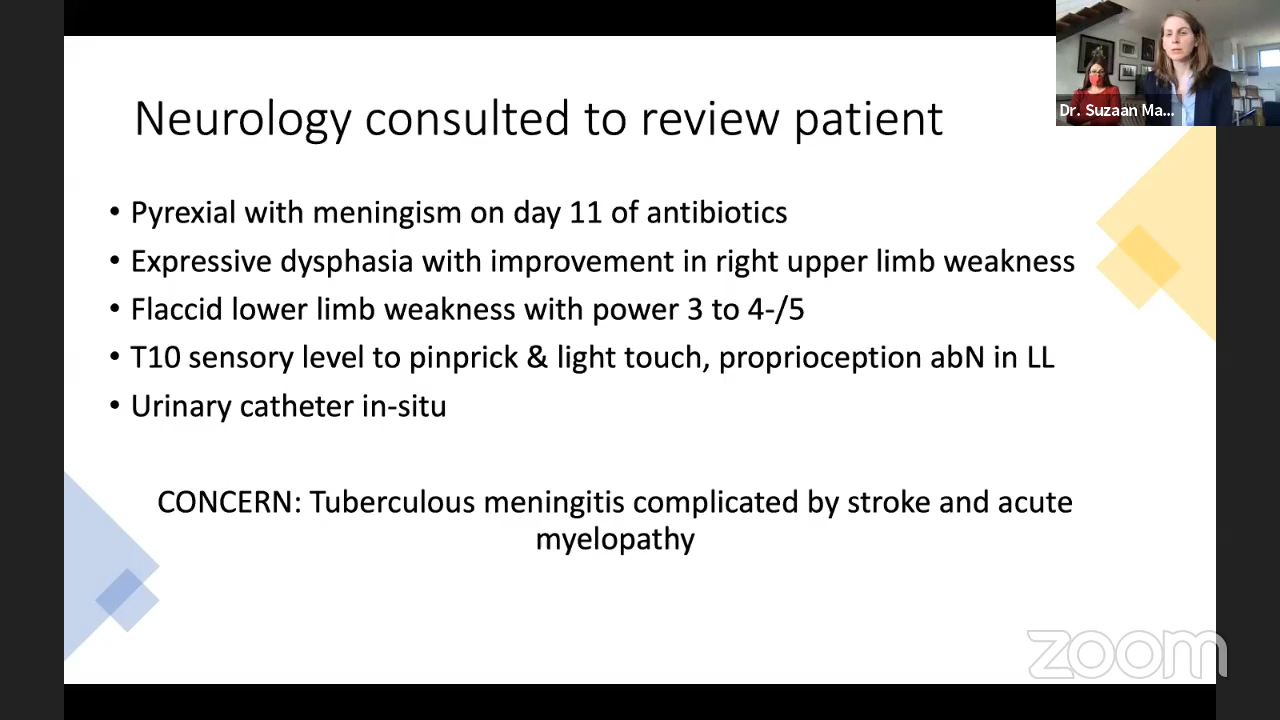 Dr. Suzaan Ma...
Neurology consulted to review patient
• Pyrexial with meningism on day 11 of antibiotics
• Expressive dysphasia with improvement in right upper limb weakness
• Flaccid lower limb weakness with power 3 to 4-/5
• T10 sensory level to pinprick & light touch, proprioception abN in LL
• Urinary catheter in-situ
CONCERN: Tuberculous meningitis complicated by stroke and acute
myelopathy
zoom